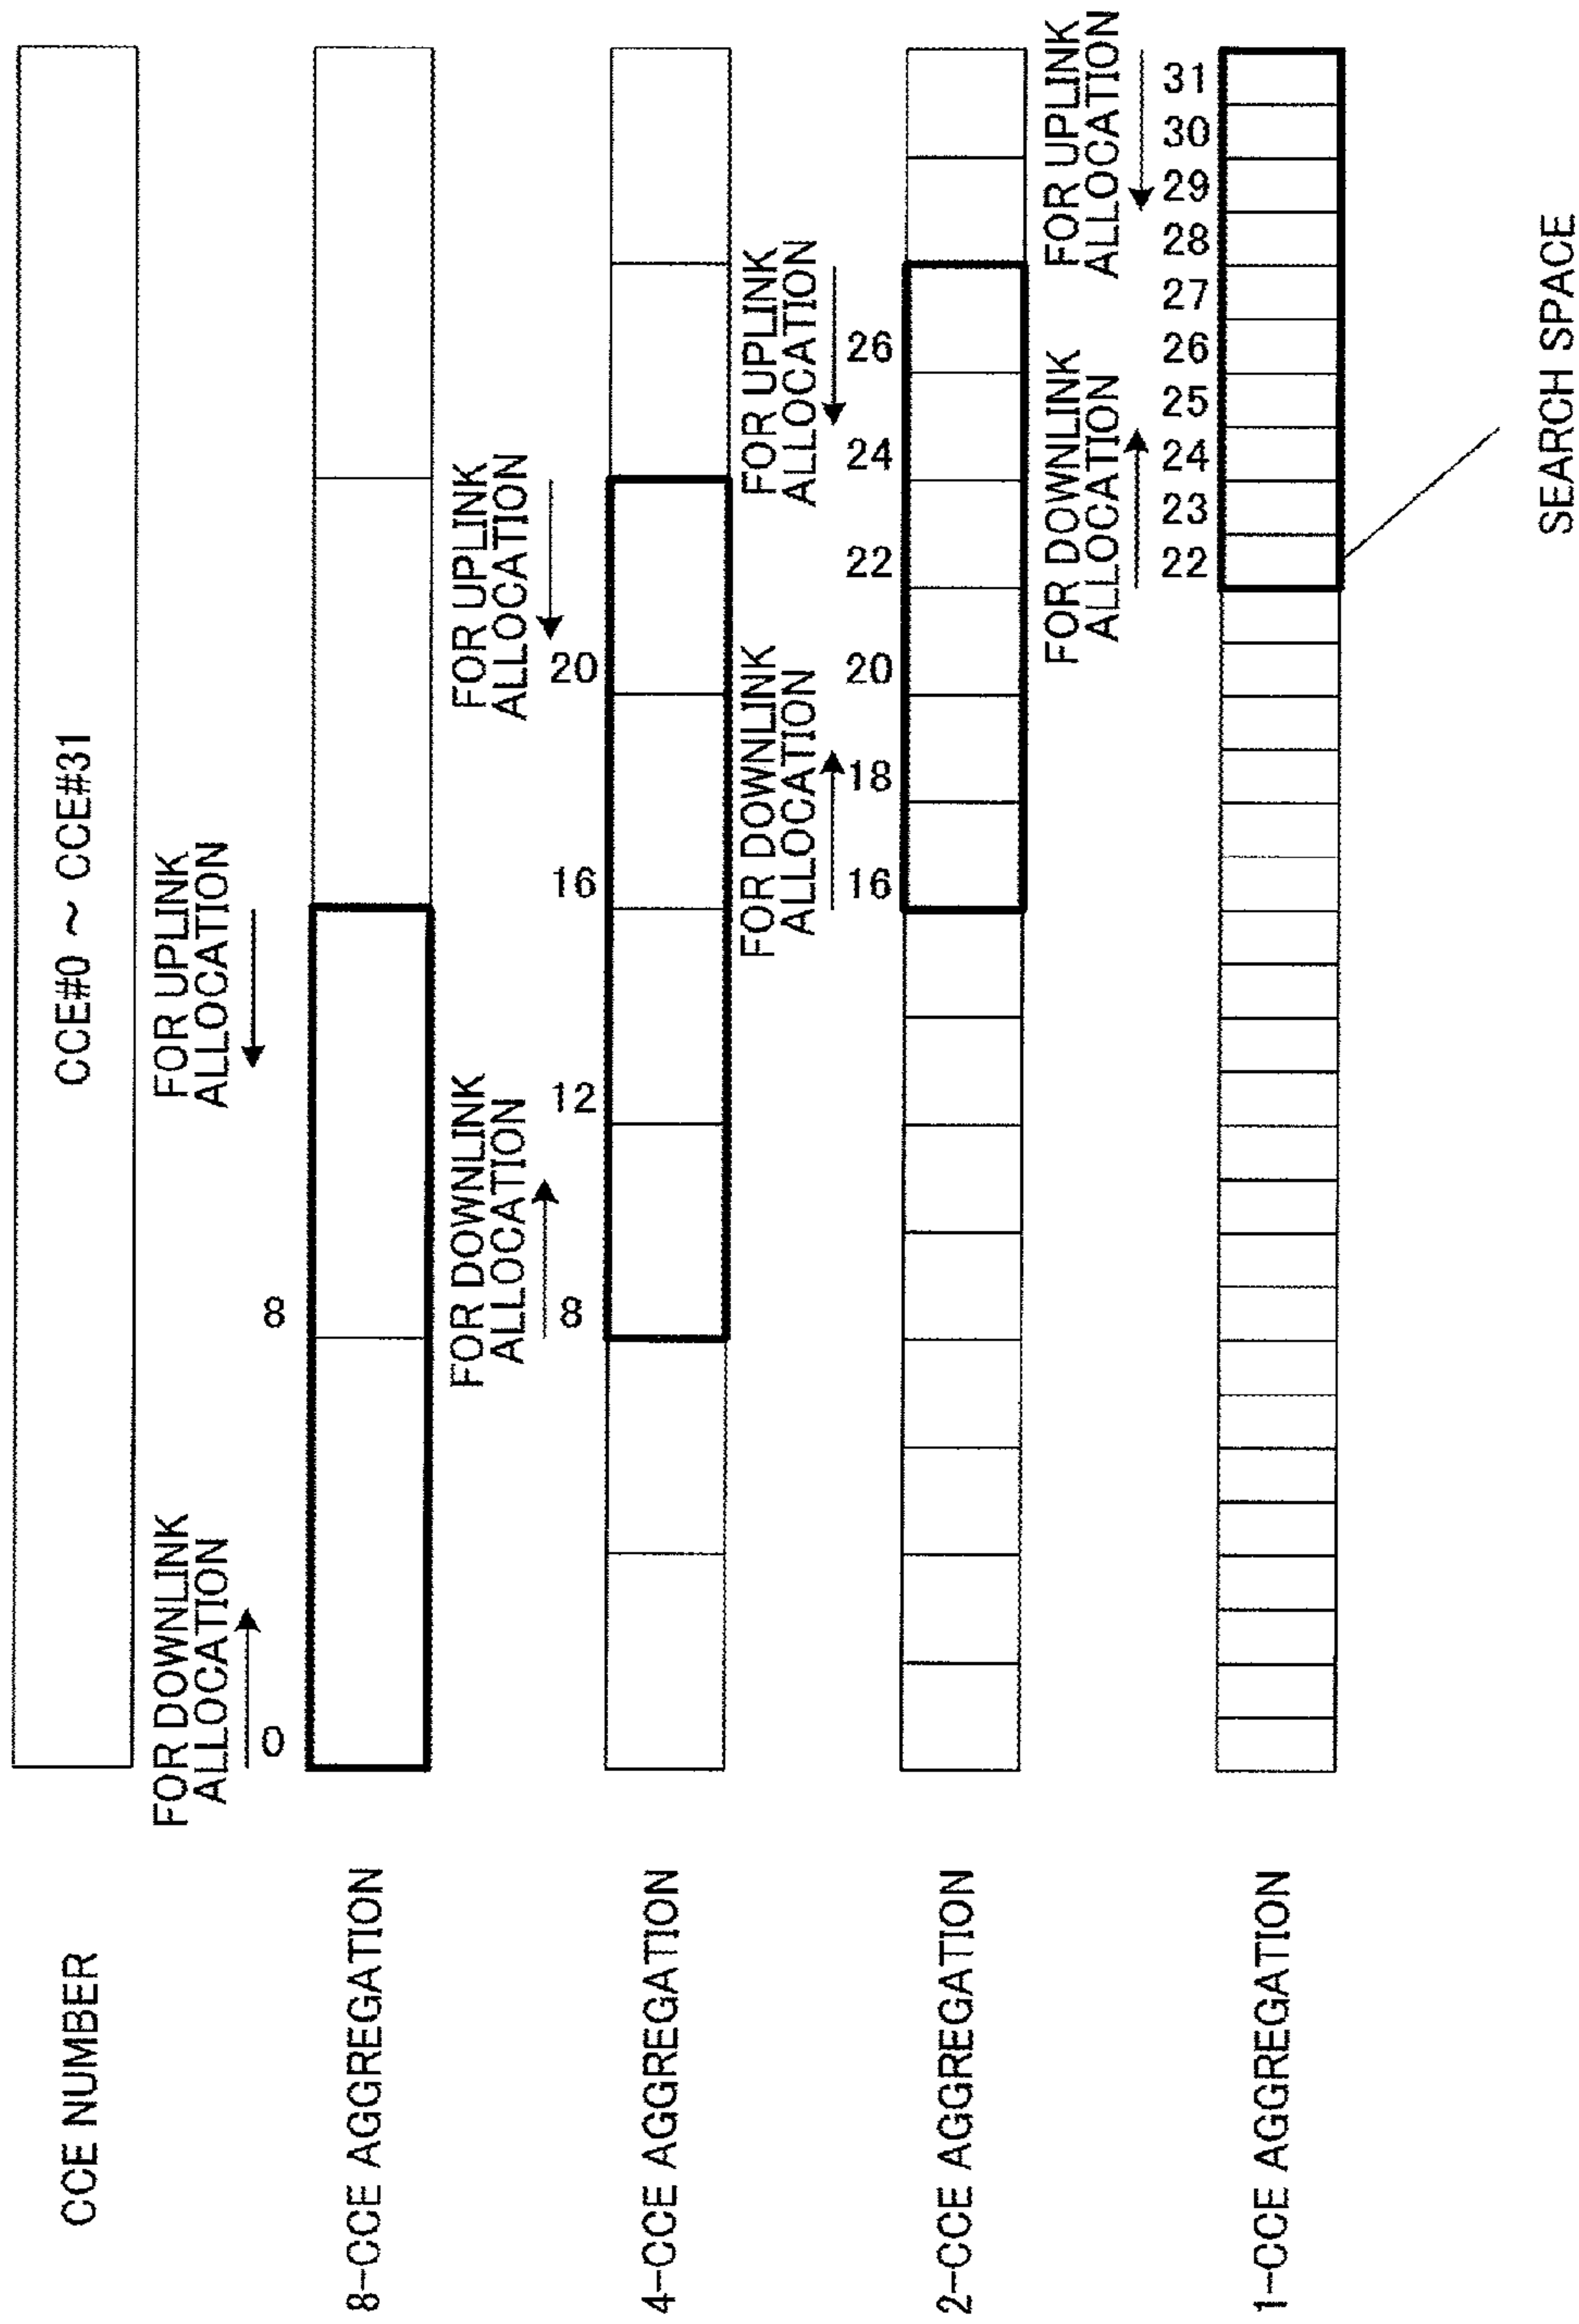 CCE NUMBER
CCE#0 ~ CCE#31
FOR DOWNLINK
ALLOCATION
FOR UPLINK
ALLOCATION
0
8
8-CCE AGGREGATION
FOR DOWNLINK
ALLOCATION
FOR UPLINK
ALLOCATION
8
12
16
20
4-CCE AGGREGATION
FOR DOWNLINK
ALLOCATION
FOR UPLINK
ALLOCATION
16
18
20
22
24
26
2-CCE AGGREGATION
FOR DOWNLINK
ALLOCATION
FOR UPLINK
ALLOCATION
22
23
24
25
26
27
28
29
30
31
1-CCE AGGREGATION
SEARCH SPACE